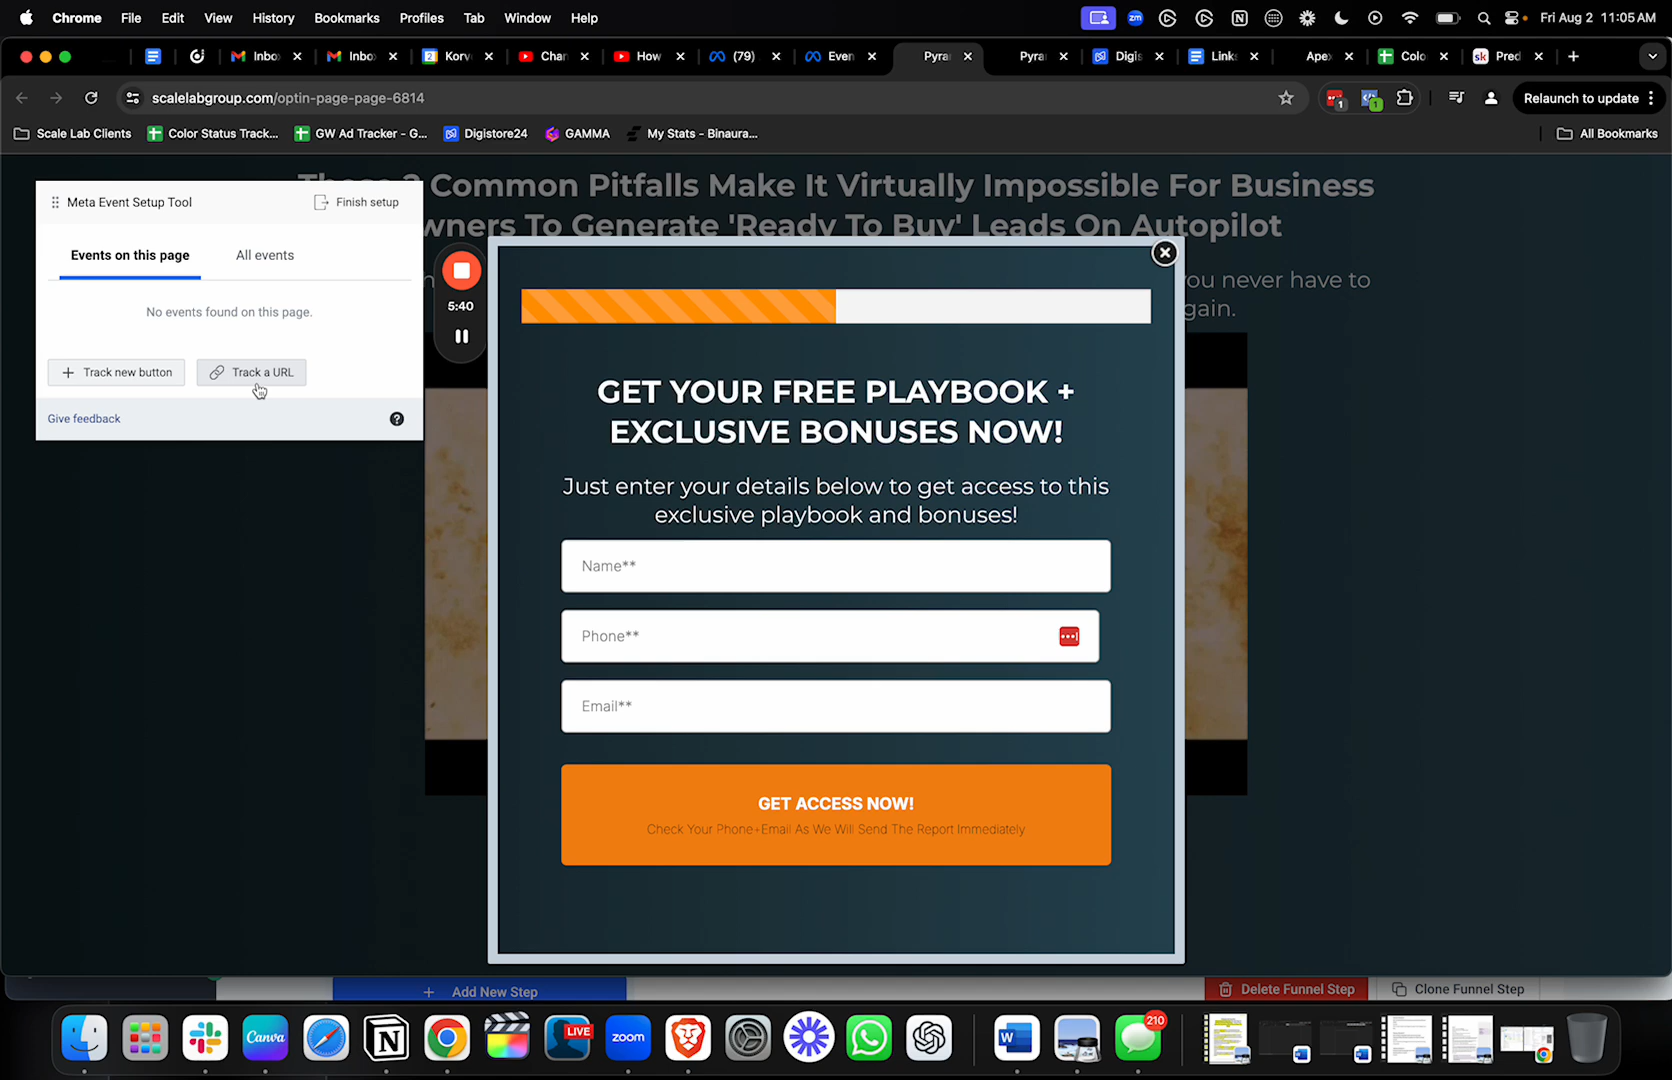 Chrome File Edit View History Bookmarks Profiles Tab Window Help
zm Fri Aug 2 11:05 AM
Inbo Inbo 2 Korv Chan How (79) Even Pyra Pyra Digis Link Ape Colo sk Pred
scalelabgroup.com/optin-page-page-6814
1 1 Relaunch to update
Scale Lab Clients Color Status Track... GW Ad Tracker - G... Digistore24 GAMMA My Stats - Binaura... All Bookmarks
Common Pitfalls Make It Virtually Impossible For Business
wners To Generate 'Ready To Buy' Leads On Autopilot
ou never have to
gain.
Meta Event Setup Tool Finish setup
Events on this page All events
No events found on this page.
Track new button Track a URL
Give feedback ?
5:40
GET YOUR FREE PLAYBOOK +
EXCLUSIVE BONUSES NOW!
Just enter your details below to get access to this
exclusive playbook and bonuses!
Name**
Phone**
Email**
GET ACCESS NOW!
Check Your Phone+Email As We Will Send The Report Immediately
+ Add New Step Delete Funnel Step Clone Funnel Step
Canva LIVE zoom W 210